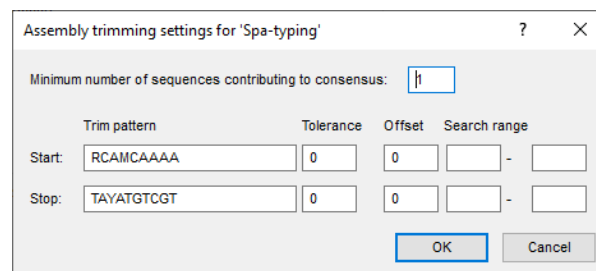 Assembly trimming settings for 'Spa-typing' ? ×
Minimum number of sequences contributing to consensus: 1
Trim pattern Tolerance Offset Search range
Start: RCAMCAAAA 0 0 -
Stop: TAYATGTCGT 0 0 -
OK Cancel